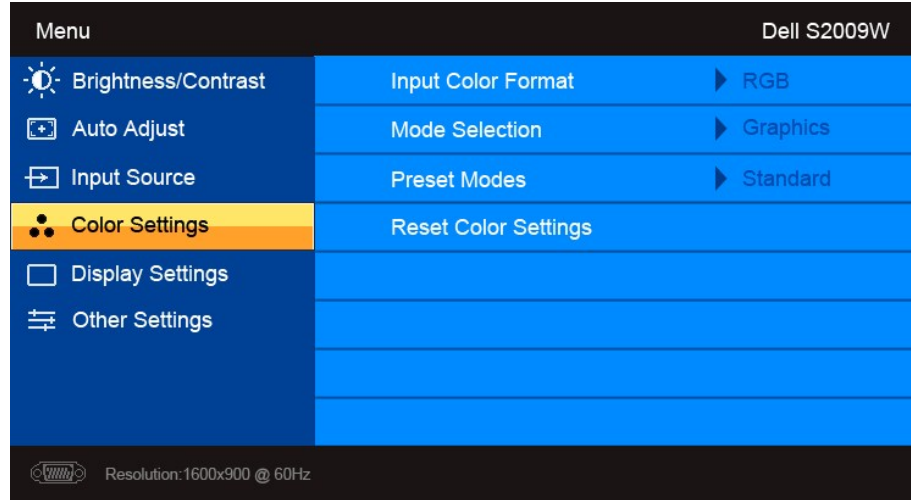 Menu Dell S2009W
Brightness/Contrast Input Color Format RGB
Auto Adjust Mode Selection Graphics
Input Source Preset Modes Standard
Color Settings Reset Color Settings
Display Settings
Other Settings
Resolution:1600x900 @ 60Hz